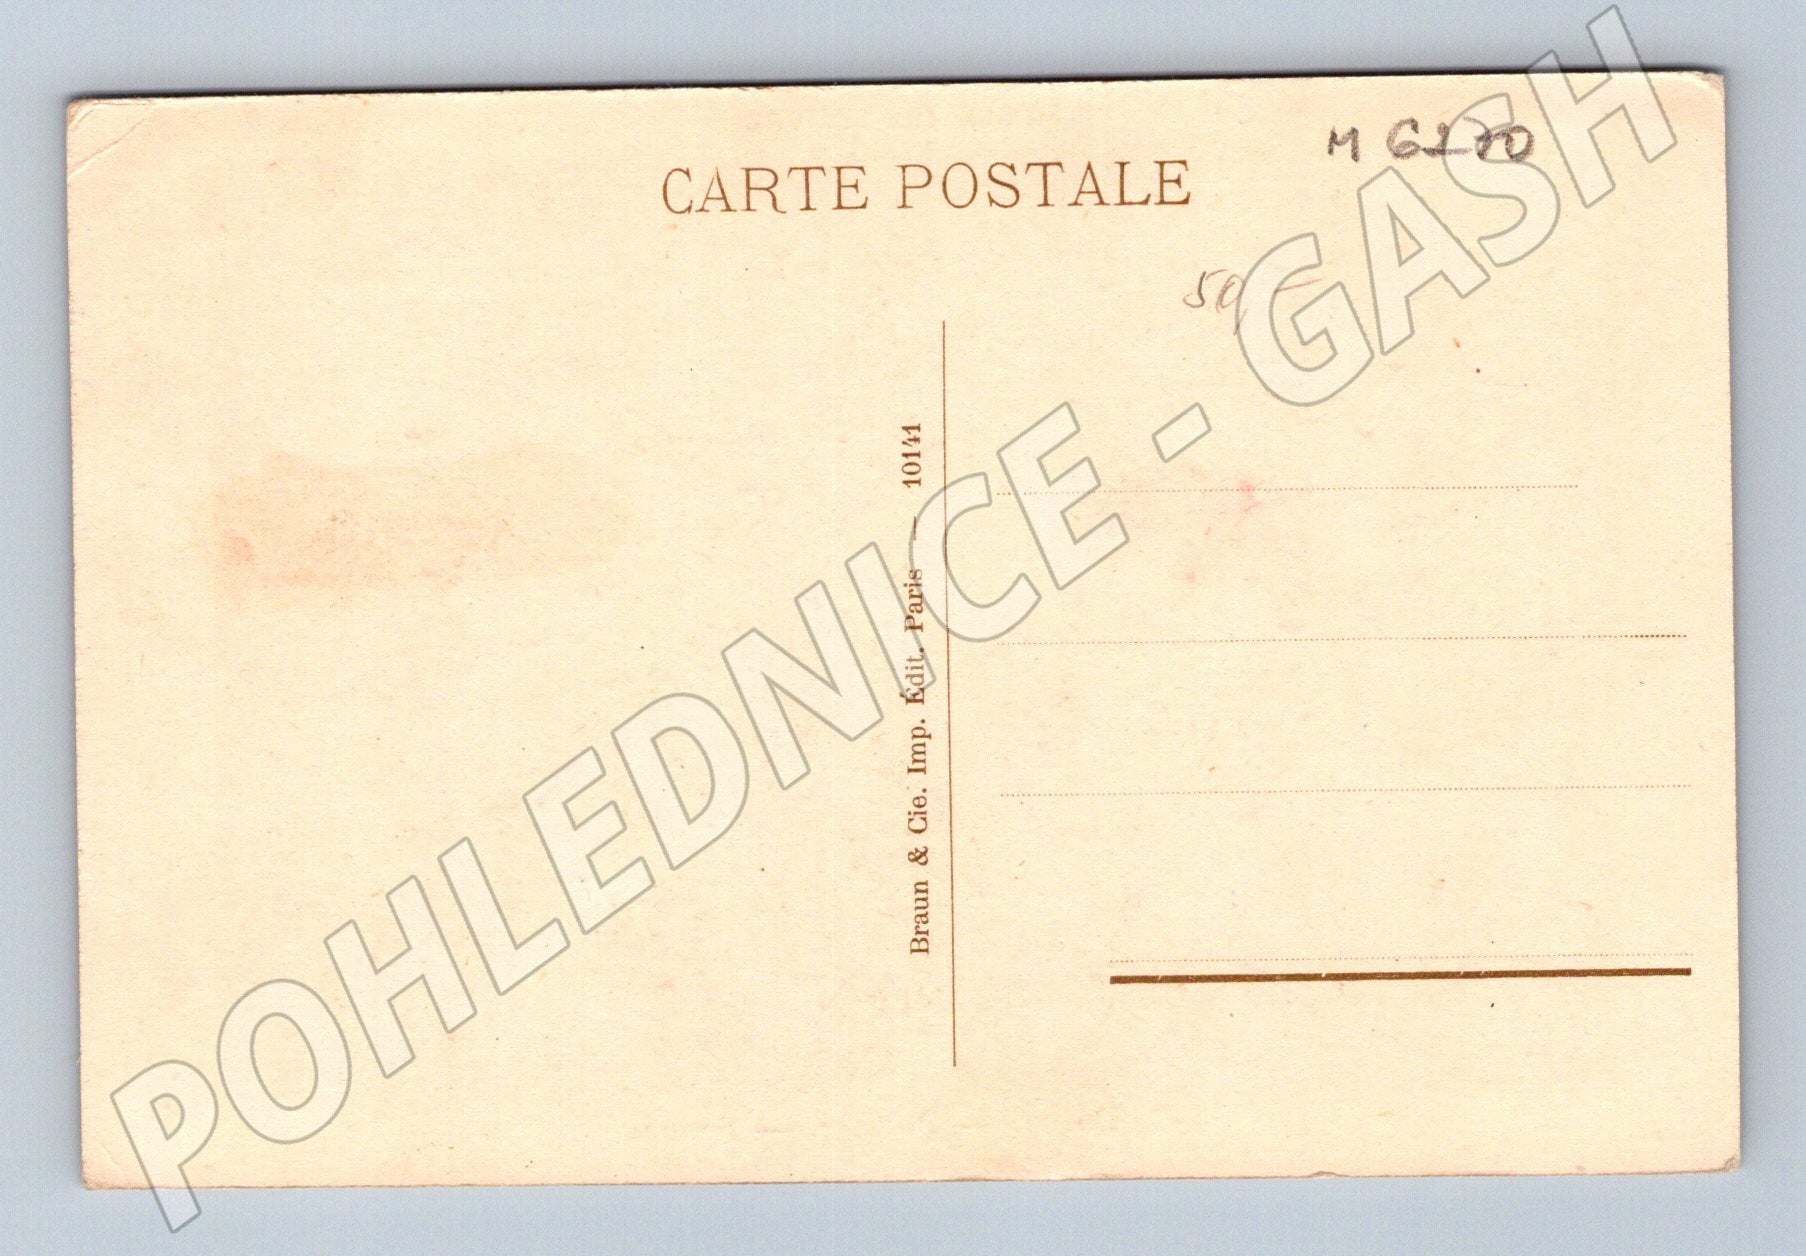 CARTE POSTALE
M 6270
50,-
Braun & Cie. Imp. Édit. Paris — 10141
POHLEDNICE - GASH